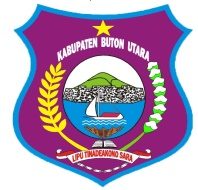 KABUPATEN BUTON UTARA
LIPU TINADEAKONO SARA